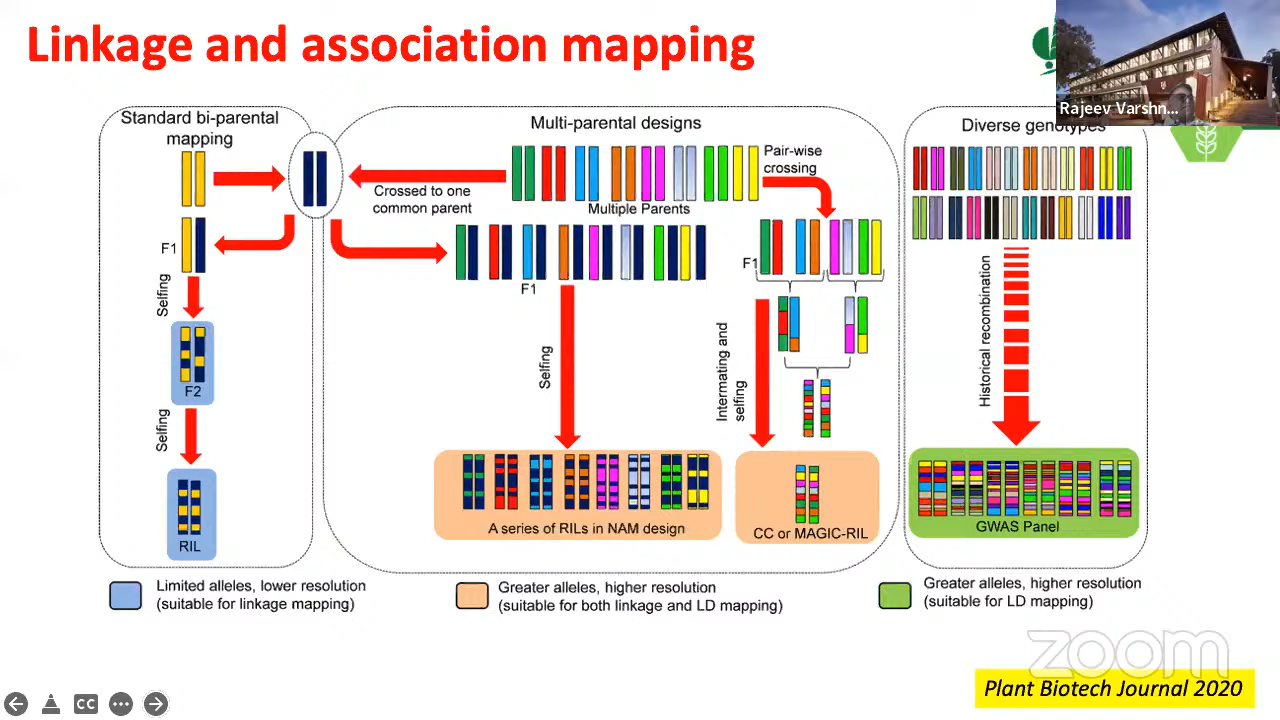 Linkage and association mapping
Rajeev Varshn...
Standard bi-parental
mapping
F1
Selfing
F2
Selfing
RIL
Multi-parental designs
Crossed to one
common parent
Multiple Parents
Pair-wise
crossing
F1
Selfing
A series of RILs in NAM design
F1
Intermating and
selfing
CC or MAGIC-RIL
Diverse genotypes
Historical recombination
GWAS Panel
Limited alleles, lower resolution
(suitable for linkage mapping)
Greater alleles, higher resolution
(suitable for both linkage and LD mapping)
Greater alleles, higher resolution
(suitable for LD mapping)
zoom
Plant Biotech Journal 2020
CC